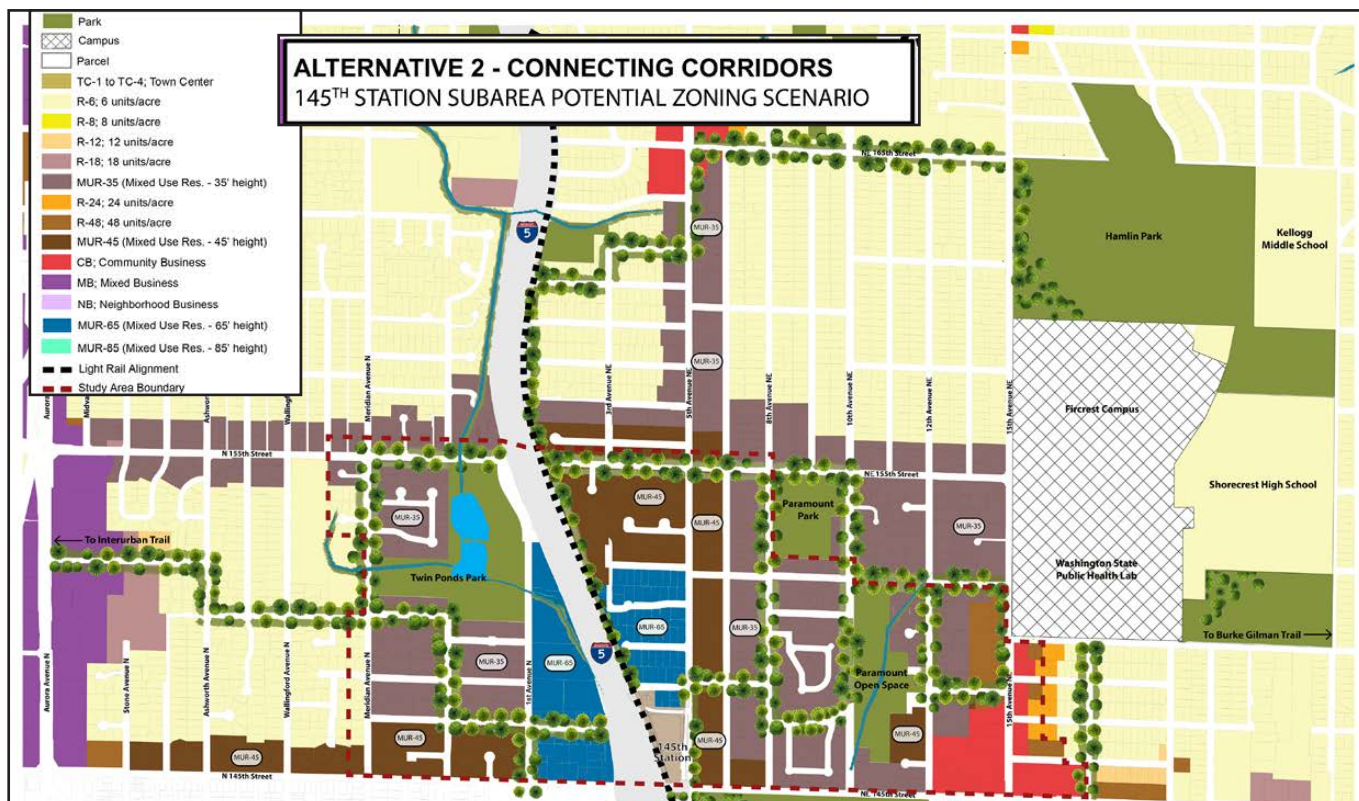 Park
Campus
Parcel
TC-1 to TC-4; Town Center
R-6; 6 units/acre
R-8; 8 units/acre
R-12; 12 units/acre
R-18; 18 units/acre
MUR-35 (Mixed Use Res. - 35' height)
R-24; 24 units/acre
R-48; 48 units/acre
MUR-45 (Mixed Use Res. - 45' height)
CB; Community Business
MB; Mixed Business
NB; Neighborhood Business
MUR-65 (Mixed Use Res. - 65' height)
MUR-85 (Mixed Use Res. - 85' height)
Light Rail Alignment
Study Area Boundary
ALTERNATIVE 2 - CONNECTING CORRIDORS
145TH STATION SUBAREA POTENTIAL ZONING SCENARIO
NE 165th Street
MUR-35
5
Hamlin Park
Kellogg
Middle School
MUR-35
Aurora
Midva
Ashworth
Wallingford Avenue
Meridian Avenue N
3rd Avenue NE
5th Avenue NE
8th Avenue NE
10th Avenue NE
12th Avenue NE
15th Avenue NE
Fircrest Campus
N 155th Street
NE 155th Street
Shorecrest High School
MUR-45
MUR-45
Paramount
Park
MUR-35
MUR-35
To Interurban Trail
Twin Ponds Park
Washington State
Public Health Lab
MUR-65
MUR-35
To Burke Gilman Trail
MUR-35
5
MUR-65
Paramount
Open Space
Aurora Avenue N
Stone Avenue N
Ashworth Avenue N
Wallingford Avenue N
Meridian Avenue N
1st Avenue N
15th Avenue NE
MUR-45
MUR-45
MUR-45
MUR-45
145th
Station
N 145th Street
NE 145th Street